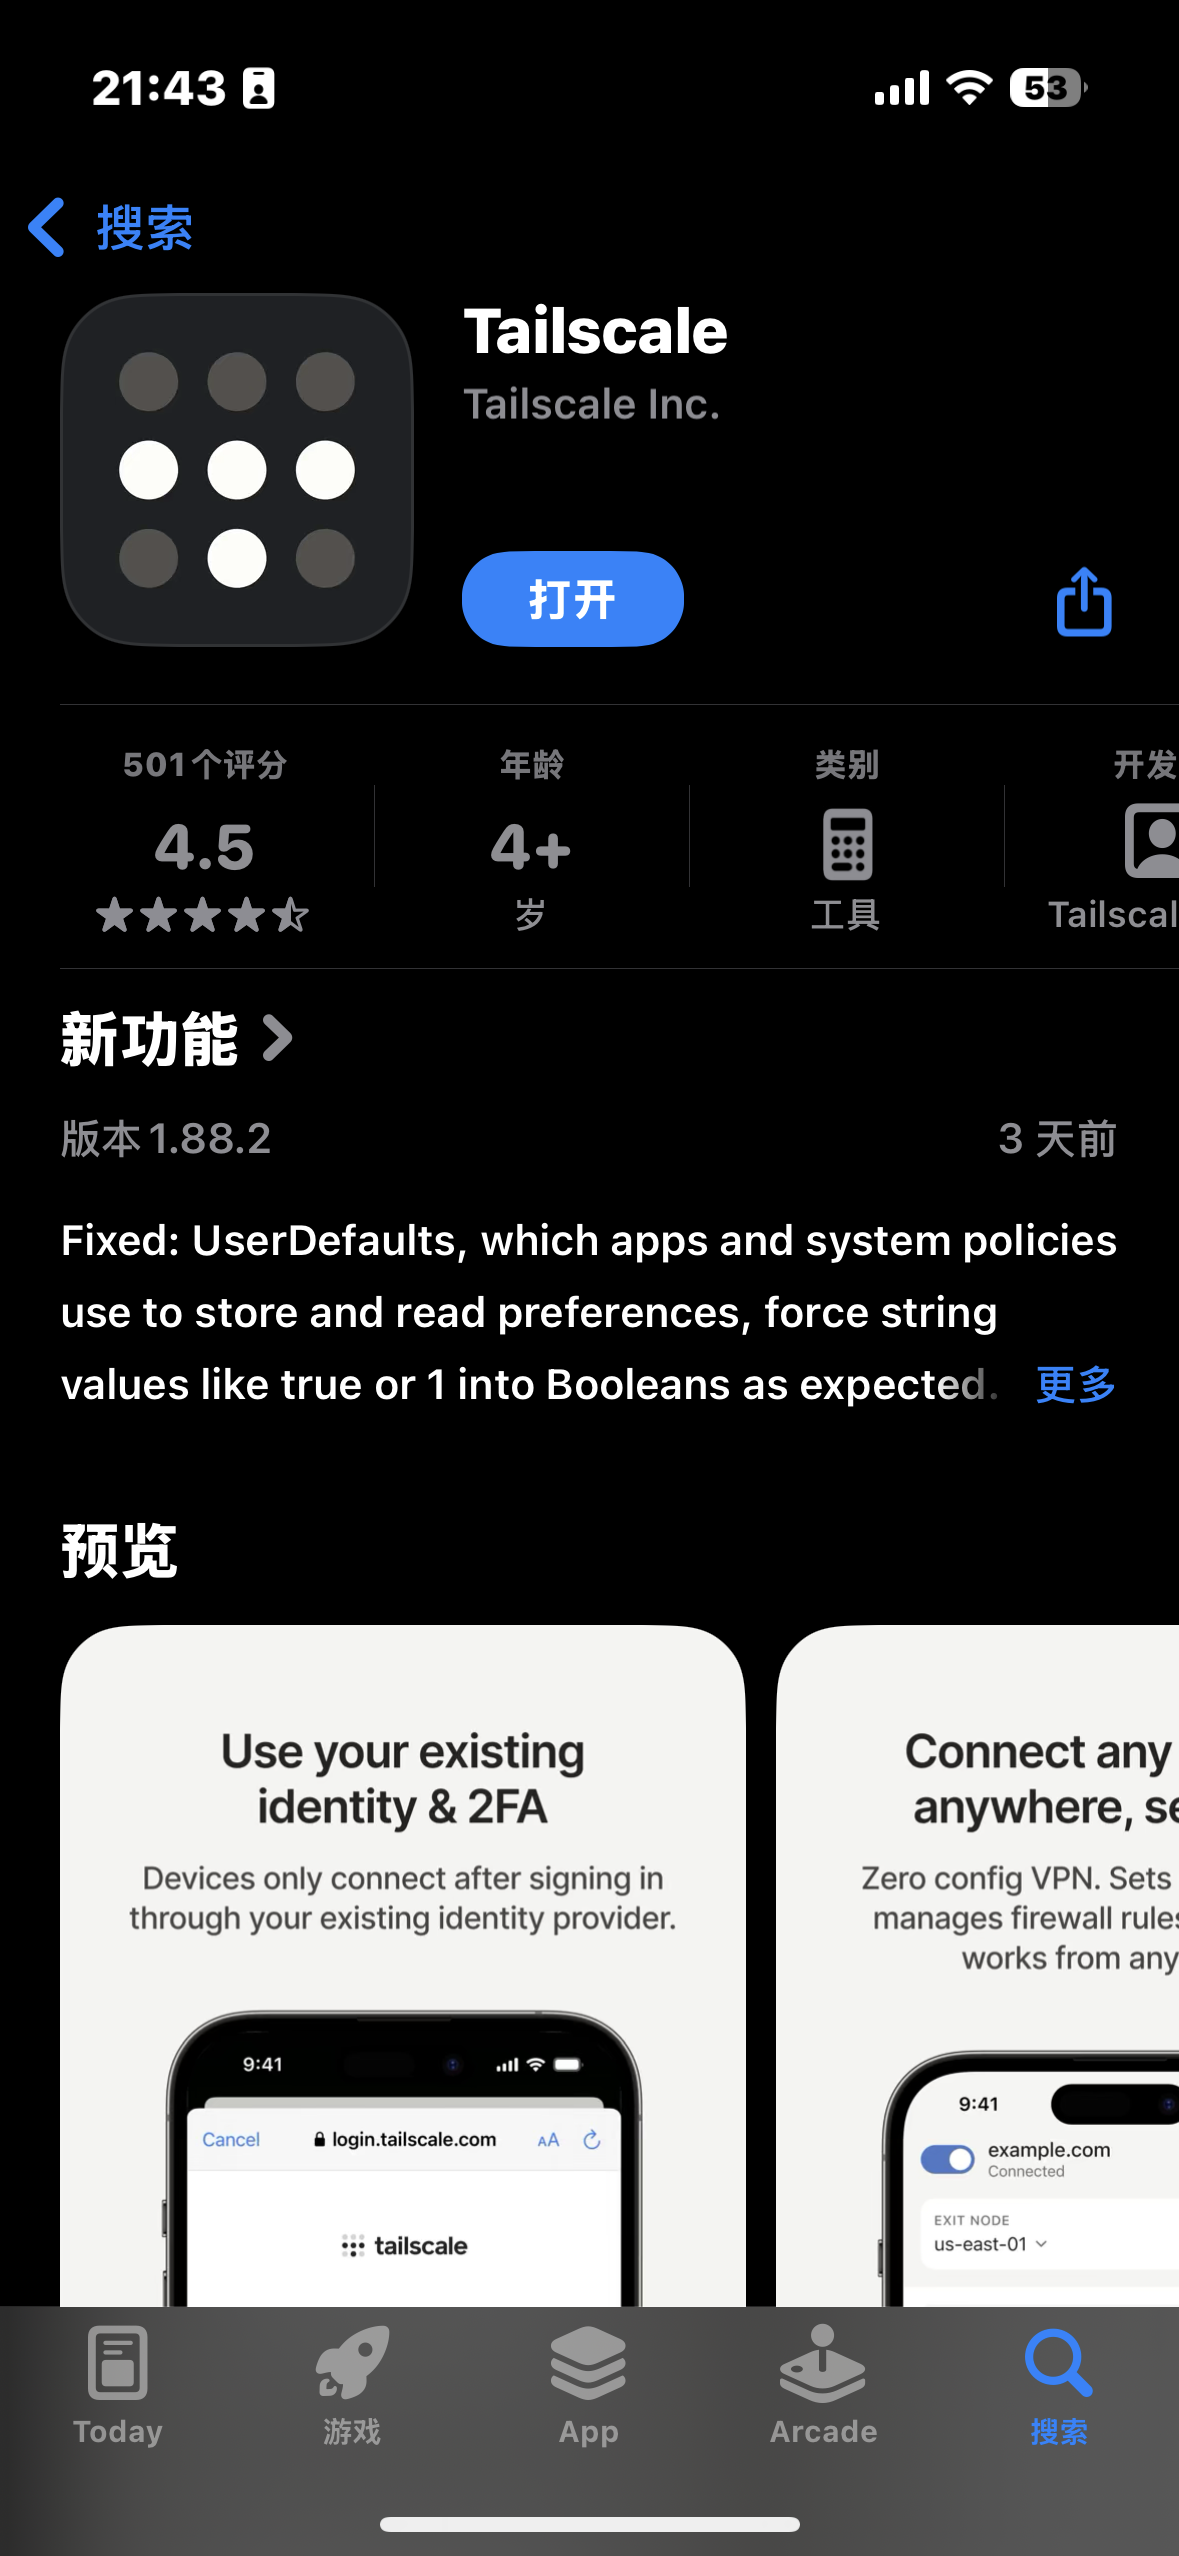 21:43
53
搜索
Tailscale
Tailscale Inc.
打开
501个评分
4.5
年龄
4+
岁
类别
工具
开发
Tailscal
新功能
版本 1.88.2
3 天前
Fixed: UserDefaults, which apps and system policies
use to store and read preferences, force string
values like true or 1 into Booleans as expected.
更多
预览
Use your existing
identity & 2FA
Devices only connect after signing in
through your existing identity provider.
9:41
Cancel
login.tailscale.com
AA
tailscale
Connect any
anywhere, se
Zero config VPN. Sets
manages firewall rules
works from any
9:41
example.com
Connected
EXIT NODE
us-east-01
Today
游戏
App
Arcade
搜索